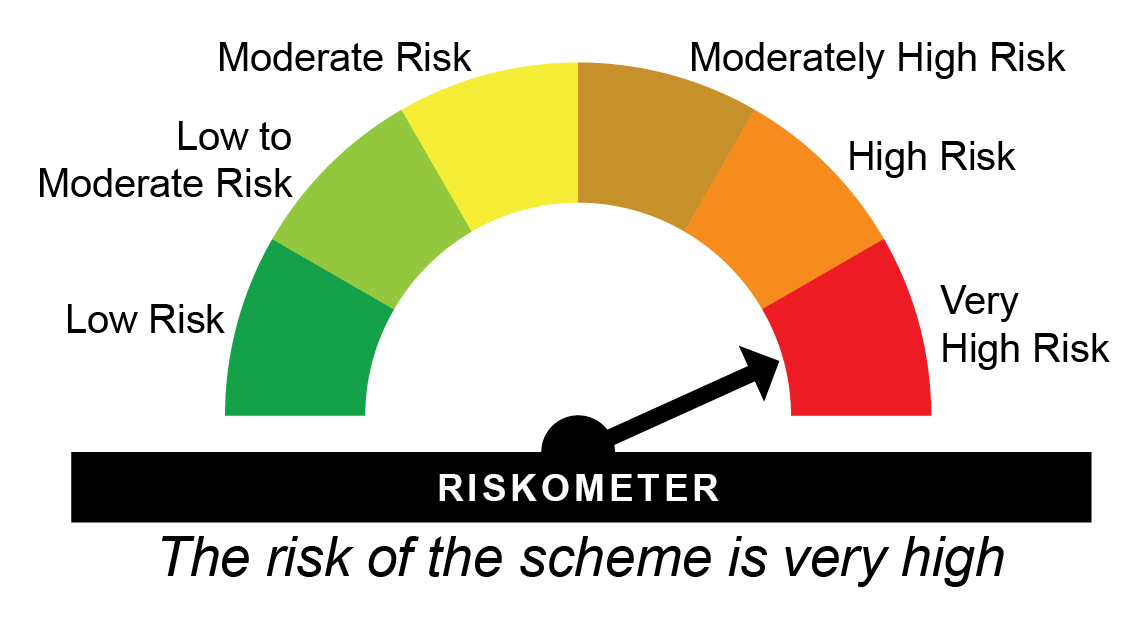 Moderate Risk
Moderately High Risk
Low to
Moderate Risk
High Risk
Low Risk
Very
High Risk
RISKOMETER
The risk of the scheme is very high